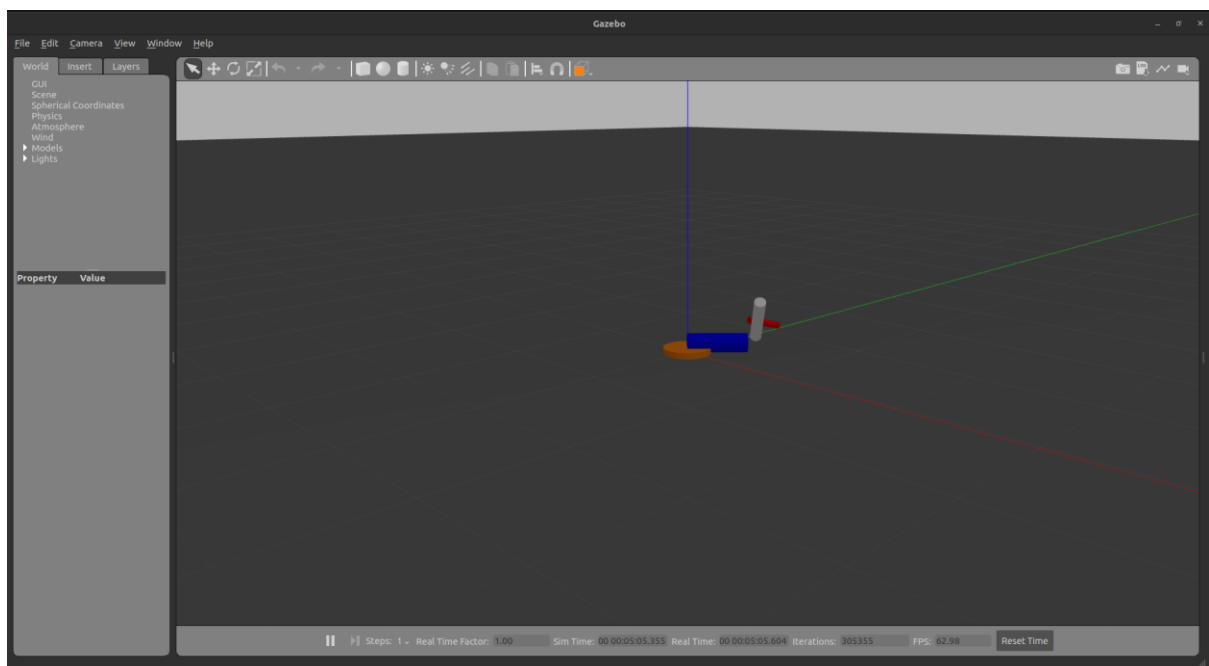 Gazebo
File Edit Camera View Window Help
World Insert Layers
GUI
Scene
Spherical Coordinates
Physics
Atmosphere
Wind
Models
Lights
Property Value
Steps: 1 Real Time Factor: 1.00 Sim Time: 00 00:05:05.355 Real Time: 00 00:05:05.604 Iterations: 305355 FPS: 62.98 Reset Time